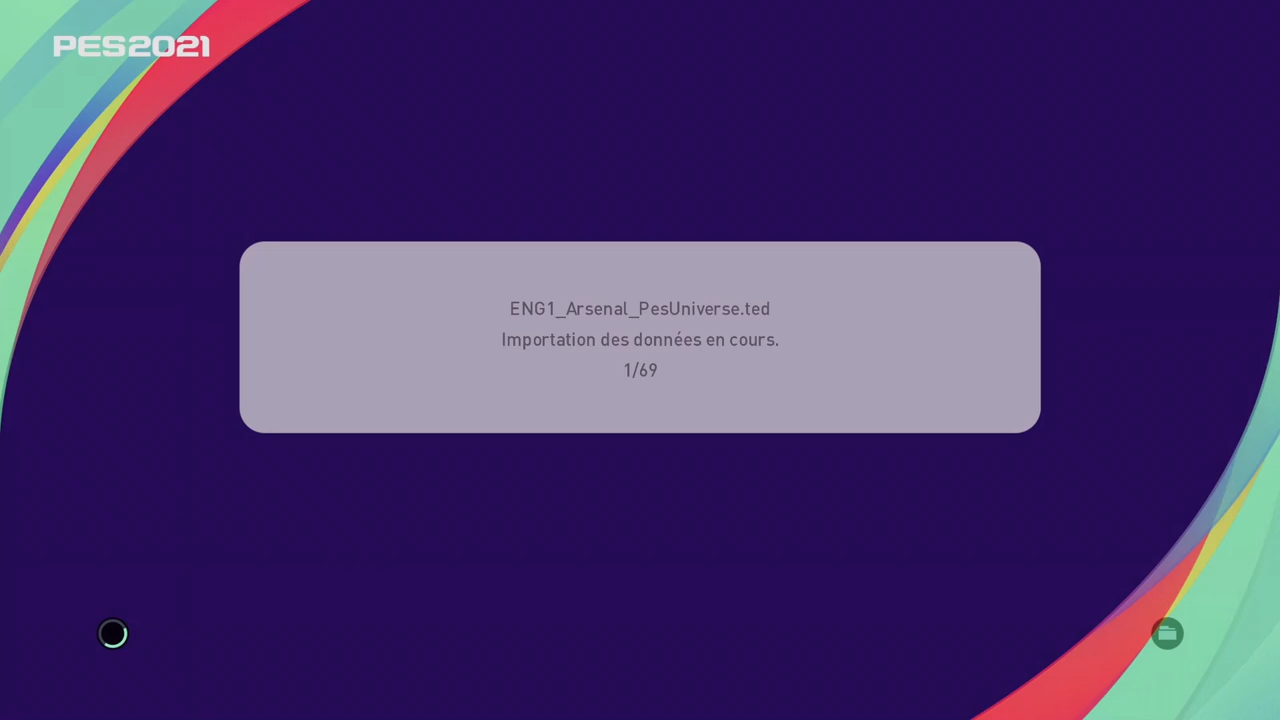 PES2021
ENG1_Arsenal_PesUniverse.ted
Importation des données en cours.
1/69